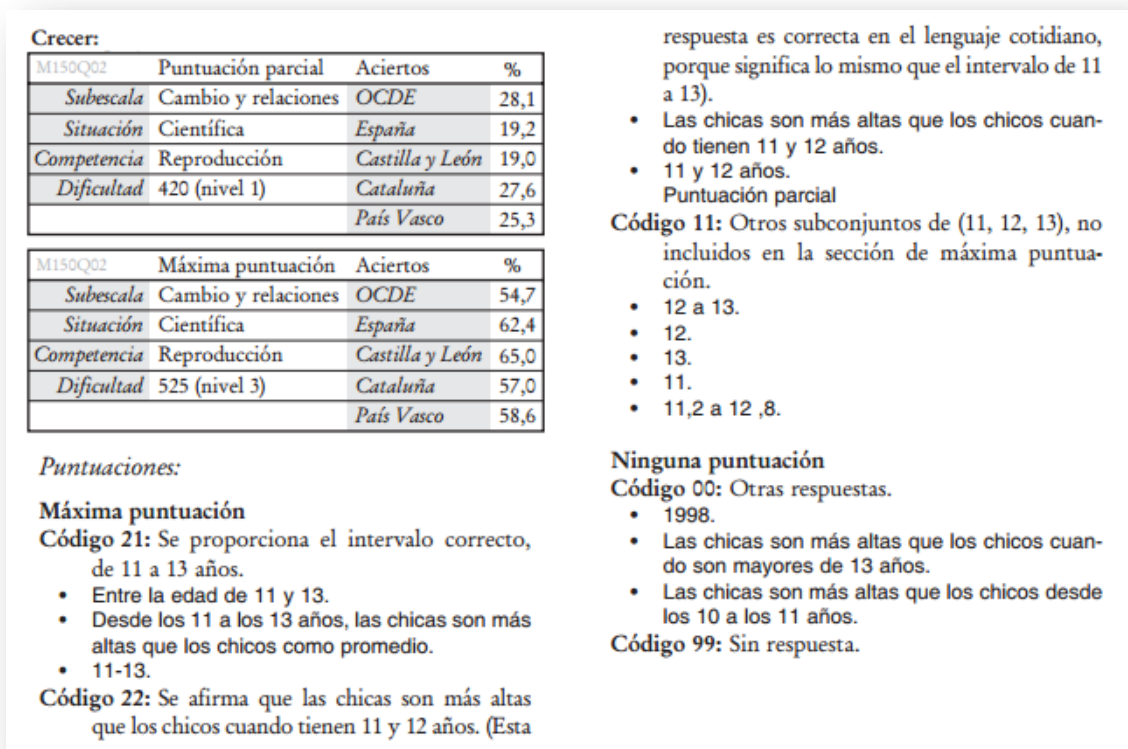 Crecer:
M150Q02 Puntuación parcial Aciertos %
Subescala Cambio y relaciones OCDE 28,1
Situación Científica España 19,2
Competencia Reproducción Castilla y León 19,0
Dificultad 420 (nivel 1) Cataluña 27,6
País Vasco 25,3
M150Q02 Máxima puntuación Aciertos %
Subescala Cambio y relaciones OCDE 54,7
Situación Científica España 62,4
Competencia Reproducción Castilla y León 65,0
Dificultad 525 (nivel 3) Cataluña 57,0
País Vasco 58,6
Puntuaciones:
Máxima puntuación
Código 21: Se proporciona el intervalo correcto,
de 11 a 13 años.
• Entre la edad de 11 y 13.
• Desde los 11 a los 13 años, las chicas son más
altas que los chicos como promedio.
• 11-13.
Código 22: Se afirma que las chicas son más altas
que los chicos cuando tienen 11 y 12 años. (Esta
respuesta es correcta en el lenguaje cotidiano,
porque significa lo mismo que el intervalo de 11
a 13).
• Las chicas son más altas que los chicos cuan-
do tienen 11 y 12 años.
• 11 y 12 años.
Puntuación parcial
Código 11: Otros subconjuntos de (11, 12, 13), no
incluidos en la sección de máxima puntua-
ción.
• 12 a 13.
• 12.
• 13.
• 11.
• 11,2 a 12 ,8.
Ninguna puntuación
Código 00: Otras respuestas.
• 1998.
• Las chicas son más altas que los chicos cuan-
do son mayores de 13 años.
• Las chicas son más altas que los chicos desde
los 10 a los 11 años.
Código 99: Sin respuesta.